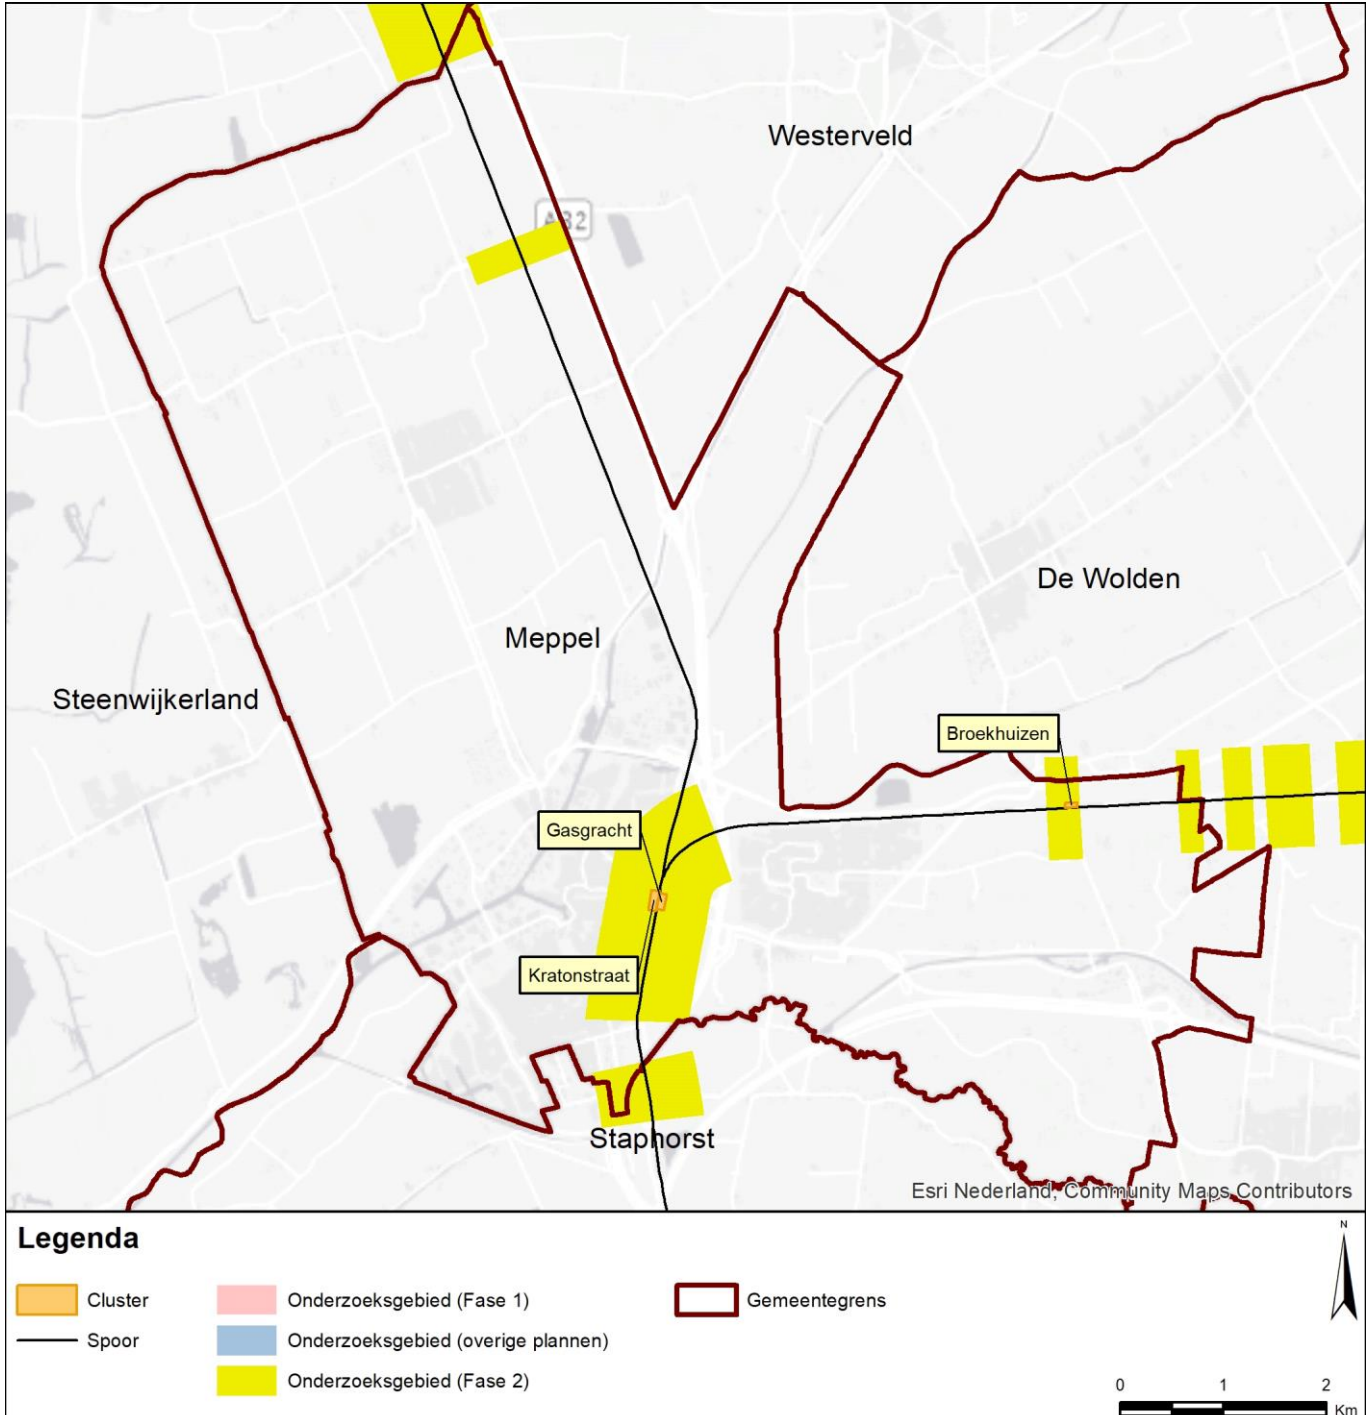 Westerveld
A32
De Wolden
Meppel
Steenwijkerland
Broekhuizen
Gasgracht
Kratonstraat
Staphorst
Esri Nederland, Community Maps Contributors
Legenda
N
Cluster
Onderzoeksgebied (Fase 1)
Gemeentegrens
Spoor
Onderzoeksgebied (overige plannen)
Onderzoeksgebied (Fase 2)
0 1 2
Km